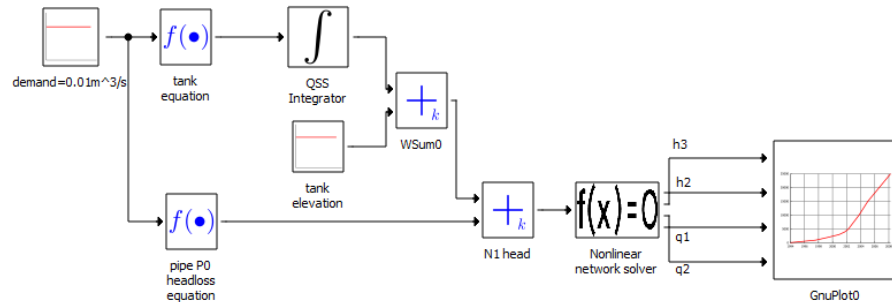 demand=0.01m^3/s
f(•)
tank
equation
∫
QSS
Integrator
tank
elevation
+k
WSum0
f(•)
pipe P0
headloss
equation
+k
N1 head
f(x)=0
Nonlinear
network solver
h3
h2
q1
q2
GnuPlot0